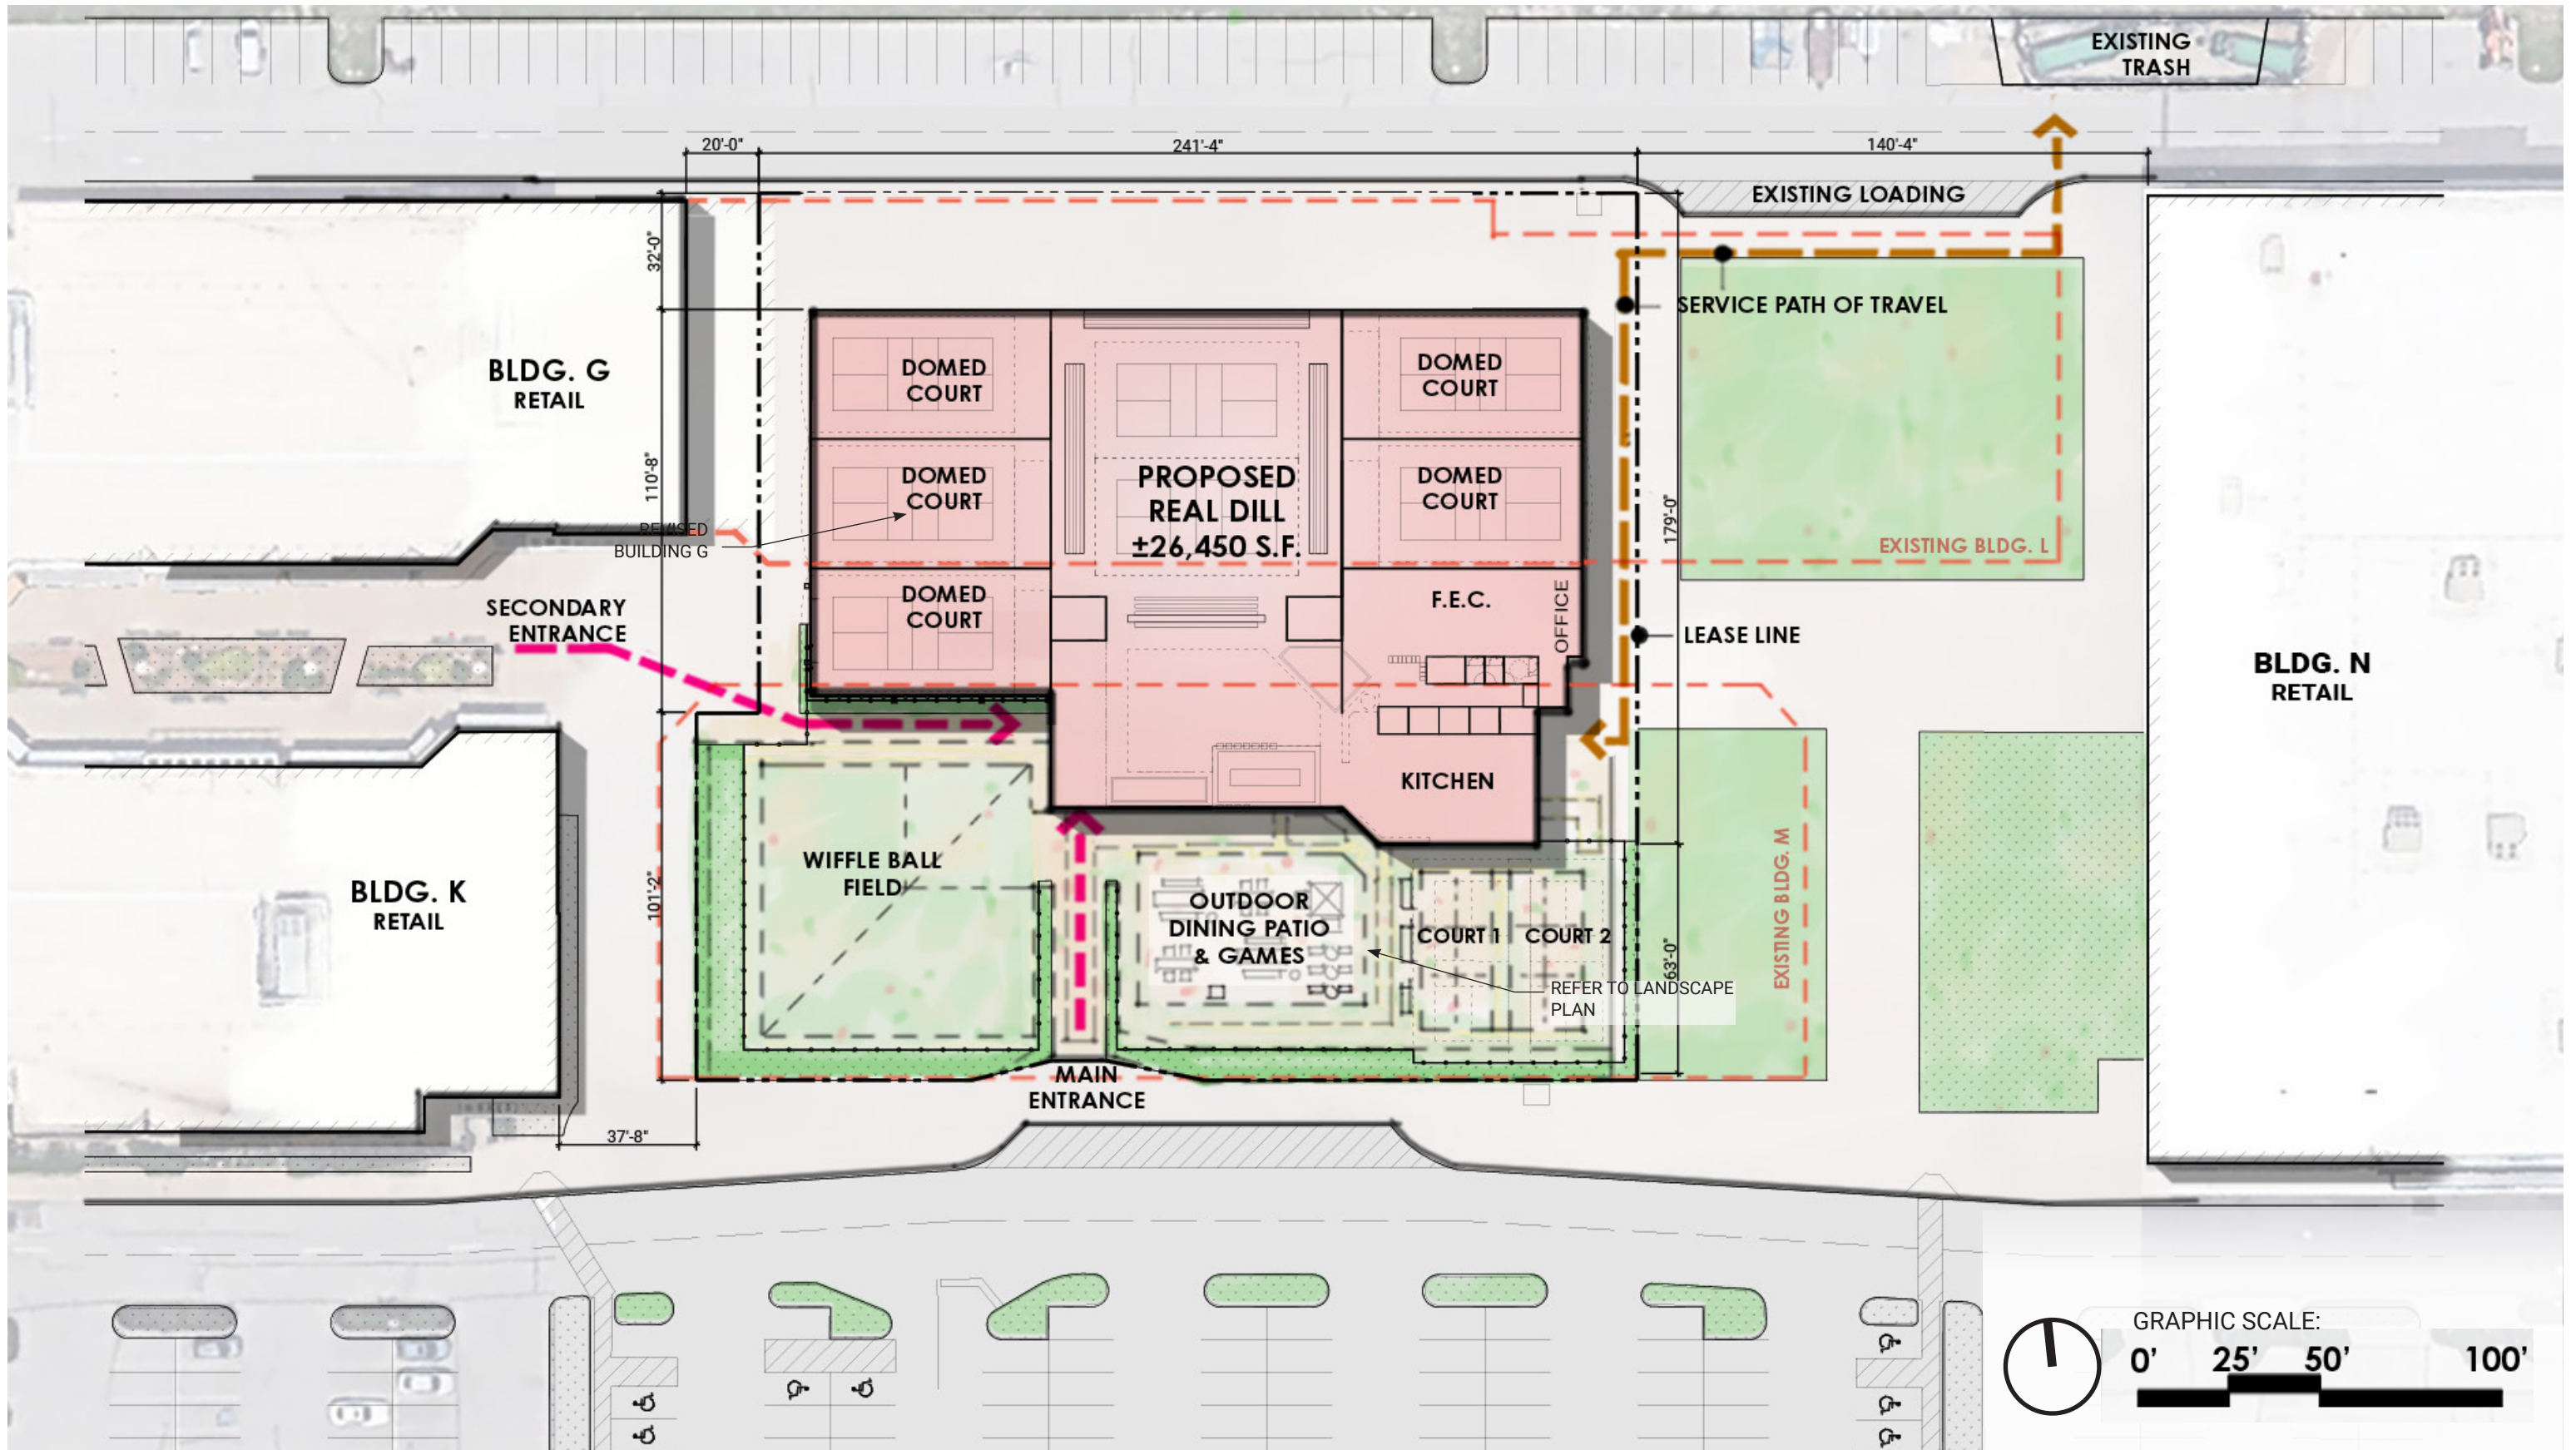 EXISTING
TRASH
20'-0"
241'-4"
140'-4"
EXISTING LOADING
32'-0"
SERVICE PATH OF TRAVEL
BLDG. G
RETAIL
DOMED
COURT
DOMED
COURT
110'-8"
DOMED
COURT
PROPOSED
REAL DILL
±26,450 S.F.
DOMED
COURT
179'-0"
REVISED
BUILDING G
EXISTING BLDG. L
SECONDARY
ENTRANCE
DOMED
COURT
F.E.C.
OFFICE
LEASE LINE
BLDG. N
RETAIL
KITCHEN
BLDG. K
RETAIL
101'-2"
WIFFLE BALL
FIELD
OUTDOOR
DINING PATIO
& GAMES
COURT 1
COURT 2
63'-0"
EXISTING BLDG. M
REFER TO LANDSCAPE
PLAN
MAIN
ENTRANCE
37'-8"
GRAPHIC SCALE:
0' 25' 50' 100'